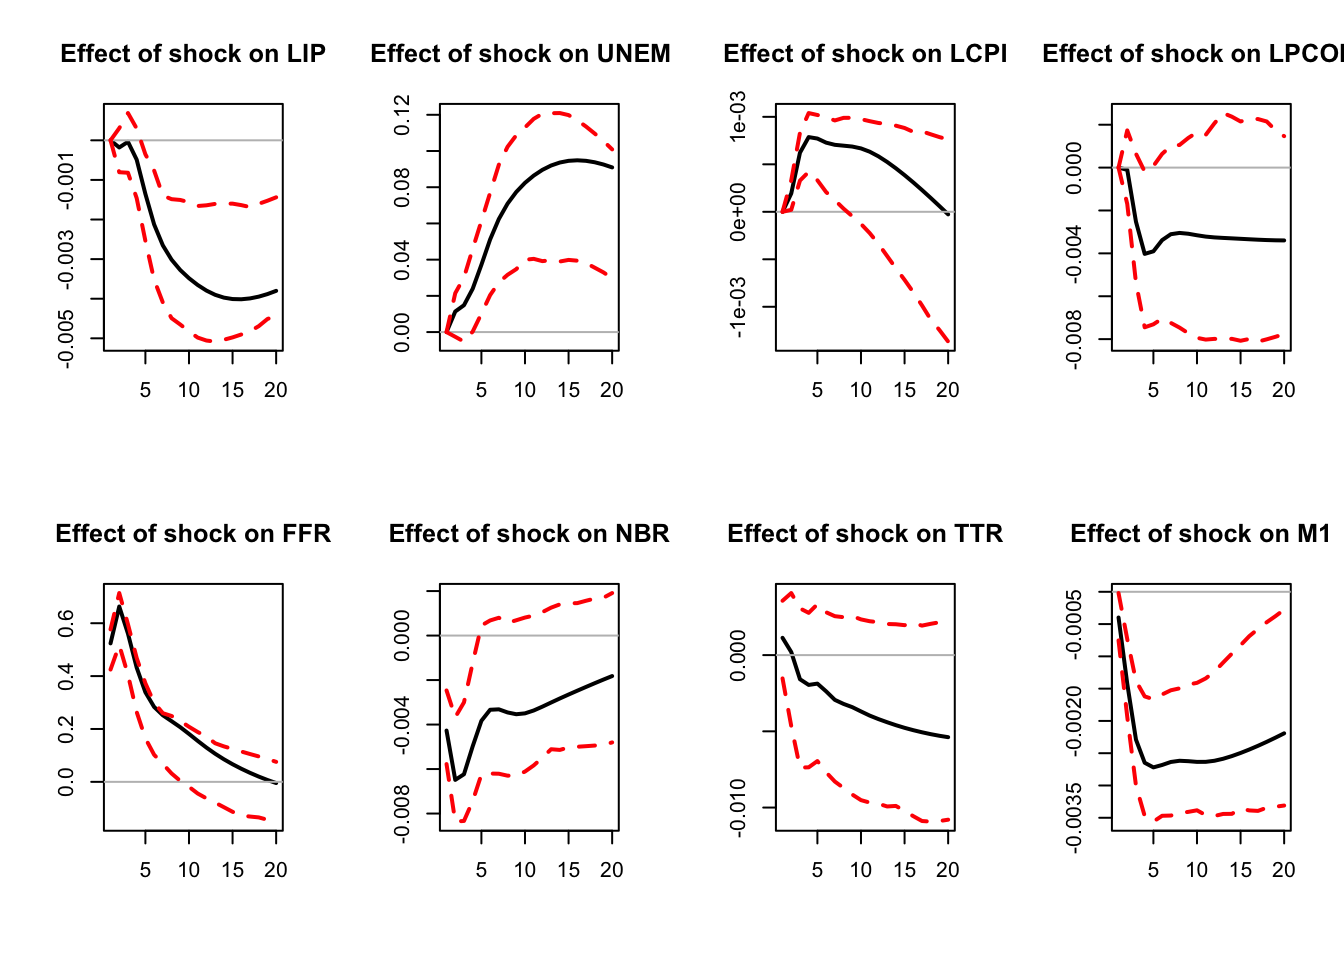 Effect of shock on LIP
Effect of shock on UNEM
Effect of shock on LCPI
Effect of shock on LPCO
-0.001
-0.003
-0.005
5 10 15 20
0.12
0.08
0.04
0.00
5 10 15 20
1e-03
0e+00
-1e-03
5 10 15 20
0.000
-0.004
-0.008
5 10 15 20
Effect of shock on FFR
Effect of shock on NBR
Effect of shock on TTR
Effect of shock on M1
0.6
0.4
0.2
0.0
5 10 15 20
0.000
-0.004
-0.008
5 10 15 20
0.000
-0.010
5 10 15 20
-0.0005
-0.0020
-0.0035
5 10 15 20